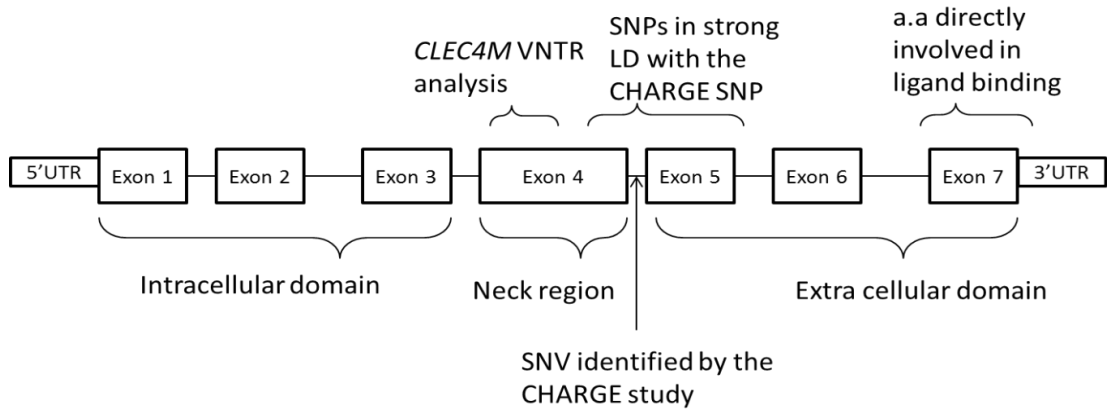 CLEC4M VNTR
analysis
SNPs in strong
LD with the
CHARGE SNP
a.a directly
involved in
ligand binding
5'UTR
Exon 1
Exon 2
Exon 3
Exon 4
Exon 5
Exon 6
Exon 7
3'UTR
Intracellular domain
Neck region
Extra cellular domain
SNV identified by the
CHARGE study